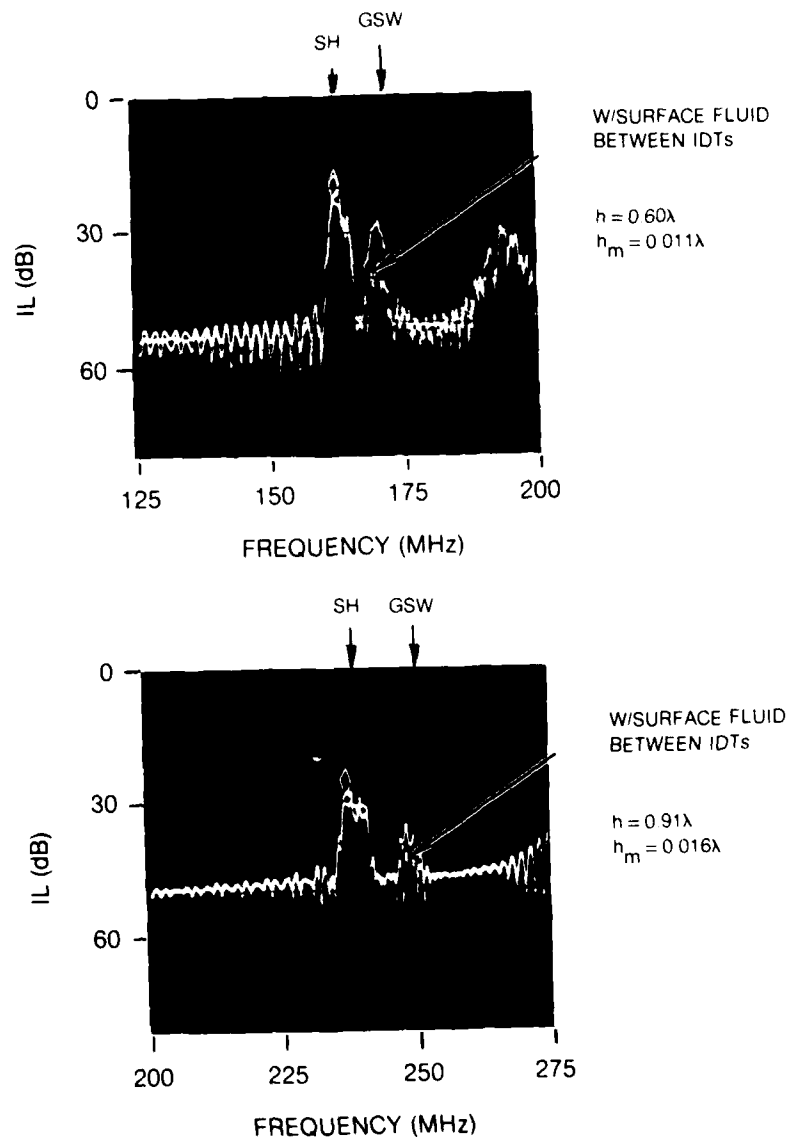 SH
GSW
0
30
60
IL (dB)
125
150
175
200
FREQUENCY (MHz)
W/SURFACE FLUID
BETWEEN IDTs
h = 0 60λ
hm = 0 011λ
SH
GSW
0
30
60
IL (dB)
200
225
250
275
FREQUENCY (MHz)
W/SURFACE FLUID
BETWEEN IDTs
h = 0 91λ
hm = 0 016λ